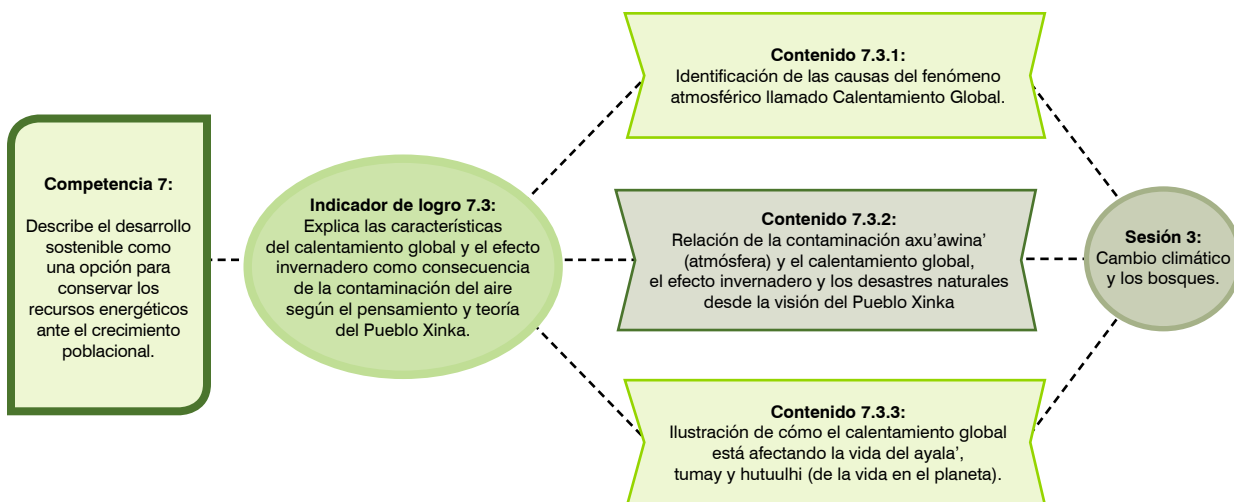 Competencia 7:
Describe el desarrollo
sostenible como
una opción para
conservar los
recursos energéticos
ante el crecimiento
poblacional.
Indicador de logro 7.3:
Explica las características
del calentamiento global y el efecto
invernadero como consecuencia
de la contaminación del aire
según el pensamiento y teoría
del Pueblo Xinka.
Contenido 7.3.1:
Identificación de las causas del fenómeno
atmosférico llamado Calentamiento Global.
Contenido 7.3.2:
Relación de la contaminación axu’awina’
(atmósfera) y el calentamiento global,
el efecto invernadero y los desastres naturales
desde la visión del Pueblo Xinka
Contenido 7.3.3:
Ilustración de cómo el calentamiento global
está afectando la vida del ayala’,
tumay y hutuulhi (de la vida en el planeta).
Sesión 3:
Cambio climático
y los bosques.